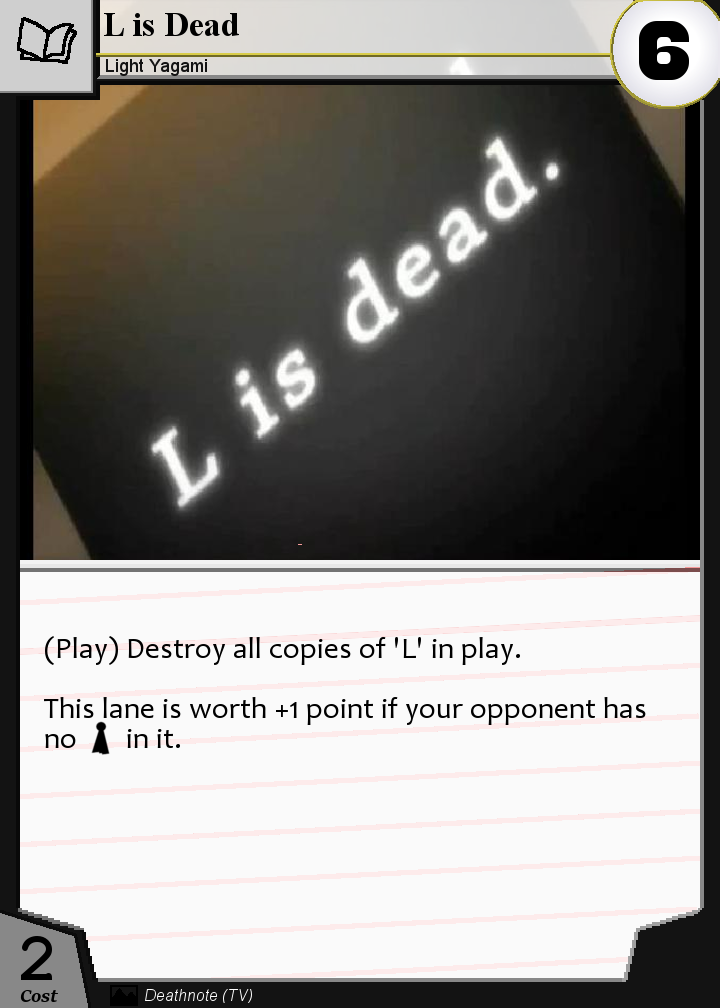 L is Dead
Light Yagami
6
L is dead.
(Play) Destroy all copies of 'L' in play.
This lane is worth +1 point if your opponent has
no in it.
2
Cost
Deathnote (TV)